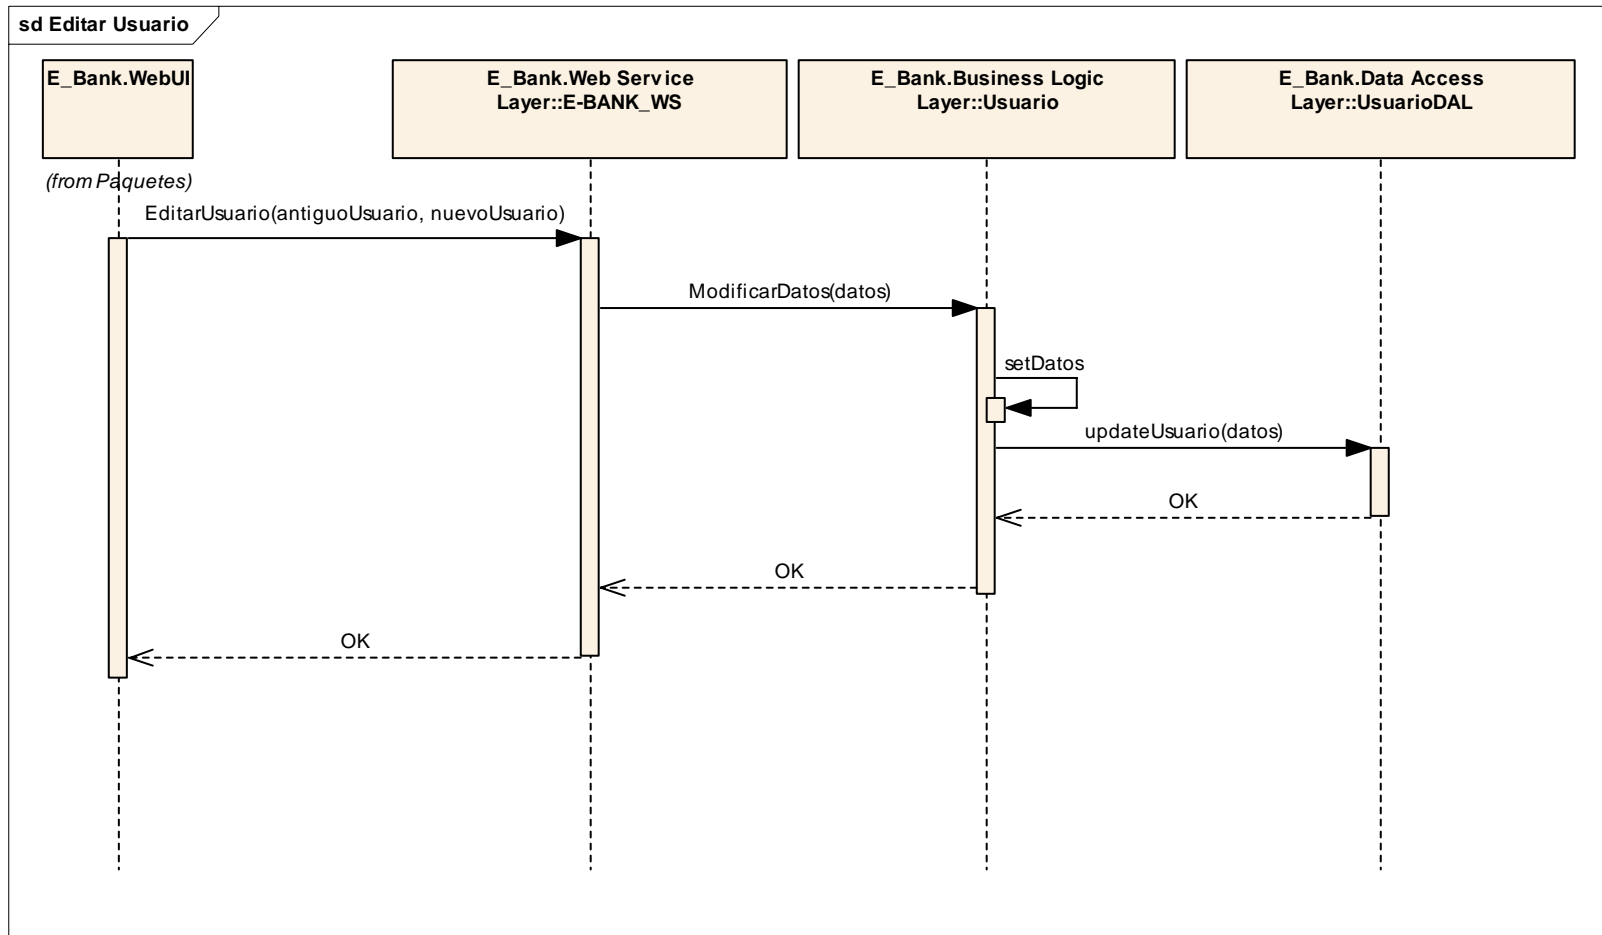 sd Editar Usuario
E_Bank.WebUI
E_Bank.Web Service
Layer::E-BANK_WS
E_Bank.Business Logic
Layer::Usuario
E_Bank.Data Access
Layer::UsuarioDAL
(from Paquetes)
EditarUsuario(antiguoUsuario, nuevoUsuario)
ModificarDatos(datos)
setDatos
updateUsuario(datos)
OK
OK
OK